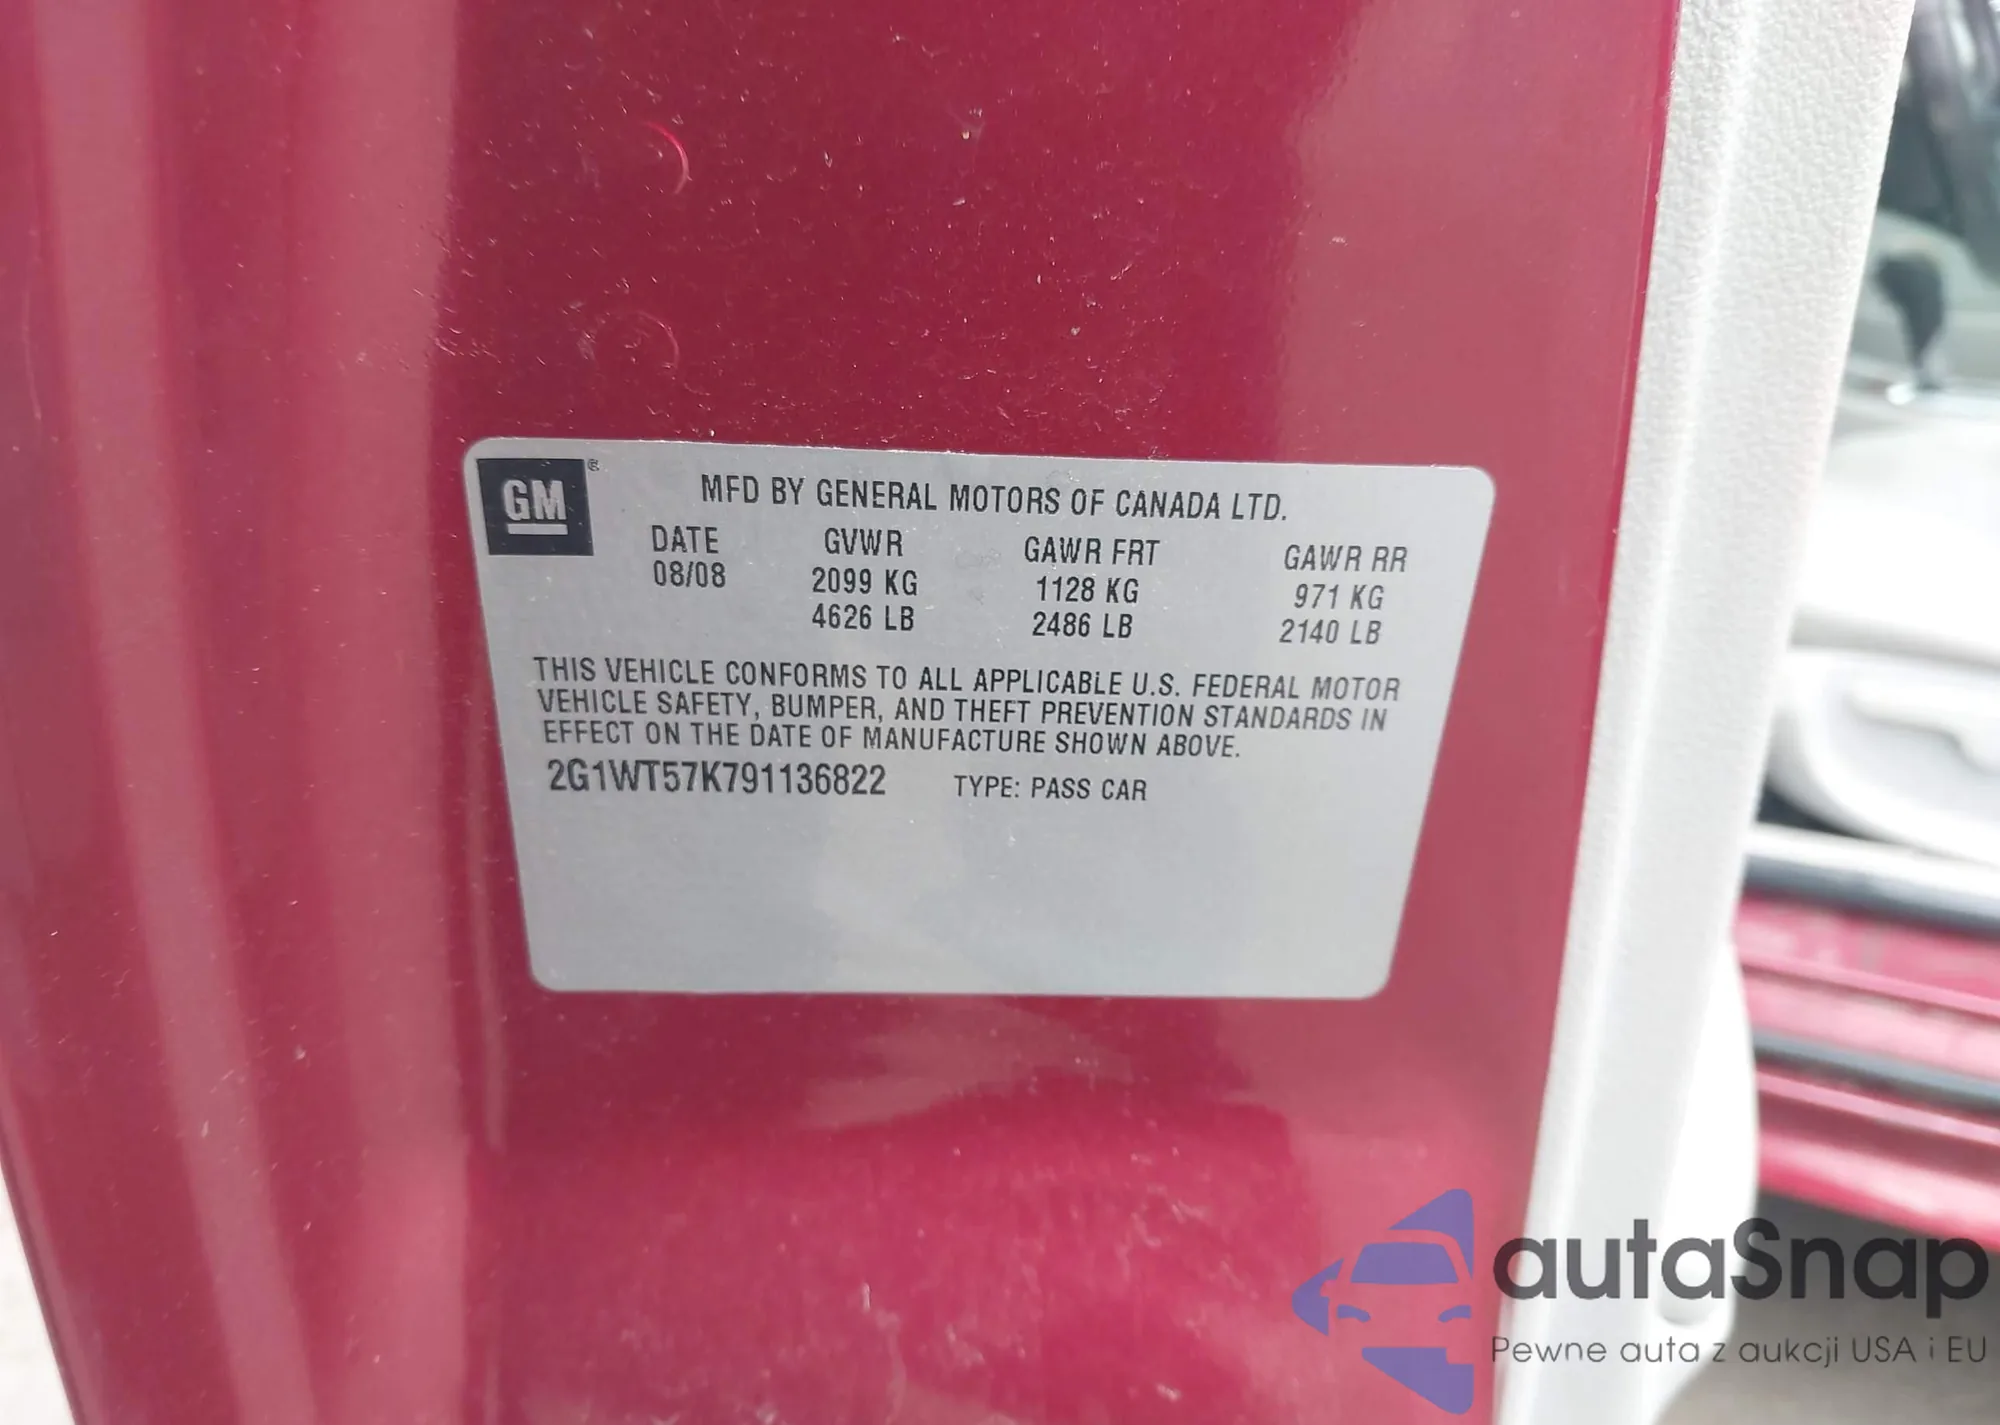 GM ®
MFD BY GENERAL MOTORS OF CANADA LTD.
DATE GVWR GAWR FRT GAWR RR
08/08 2099 KG 1128 KG 971 KG
4626 LB 2486 LB 2140 LB
THIS VEHICLE CONFORMS TO ALL APPLICABLE U.S. FEDERAL MOTOR
VEHICLE SAFETY, BUMPER, AND THEFT PREVENTION STANDARDS IN
EFFECT ON THE DATE OF MANUFACTURE SHOWN ABOVE.
2G1WT57K791136822 TYPE: PASS CAR
autaSnap
Pewne auta z aukcji USA i EU